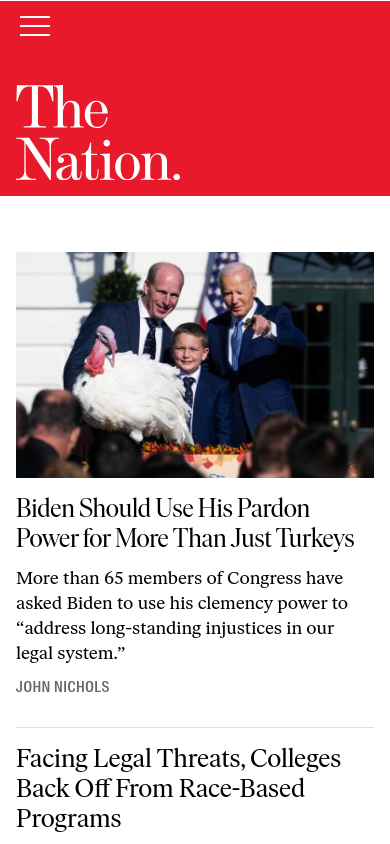 The
Nation.
Biden Should Use His Pardon
Power for More Than Just Turkeys
More than 65 members of Congress have
asked Biden to use his clemency power to
“address long-standing injustices in our
legal system.”
JOHN NICHOLS
Facing Legal Threats, Colleges
Back Off From Race-Based
Programs